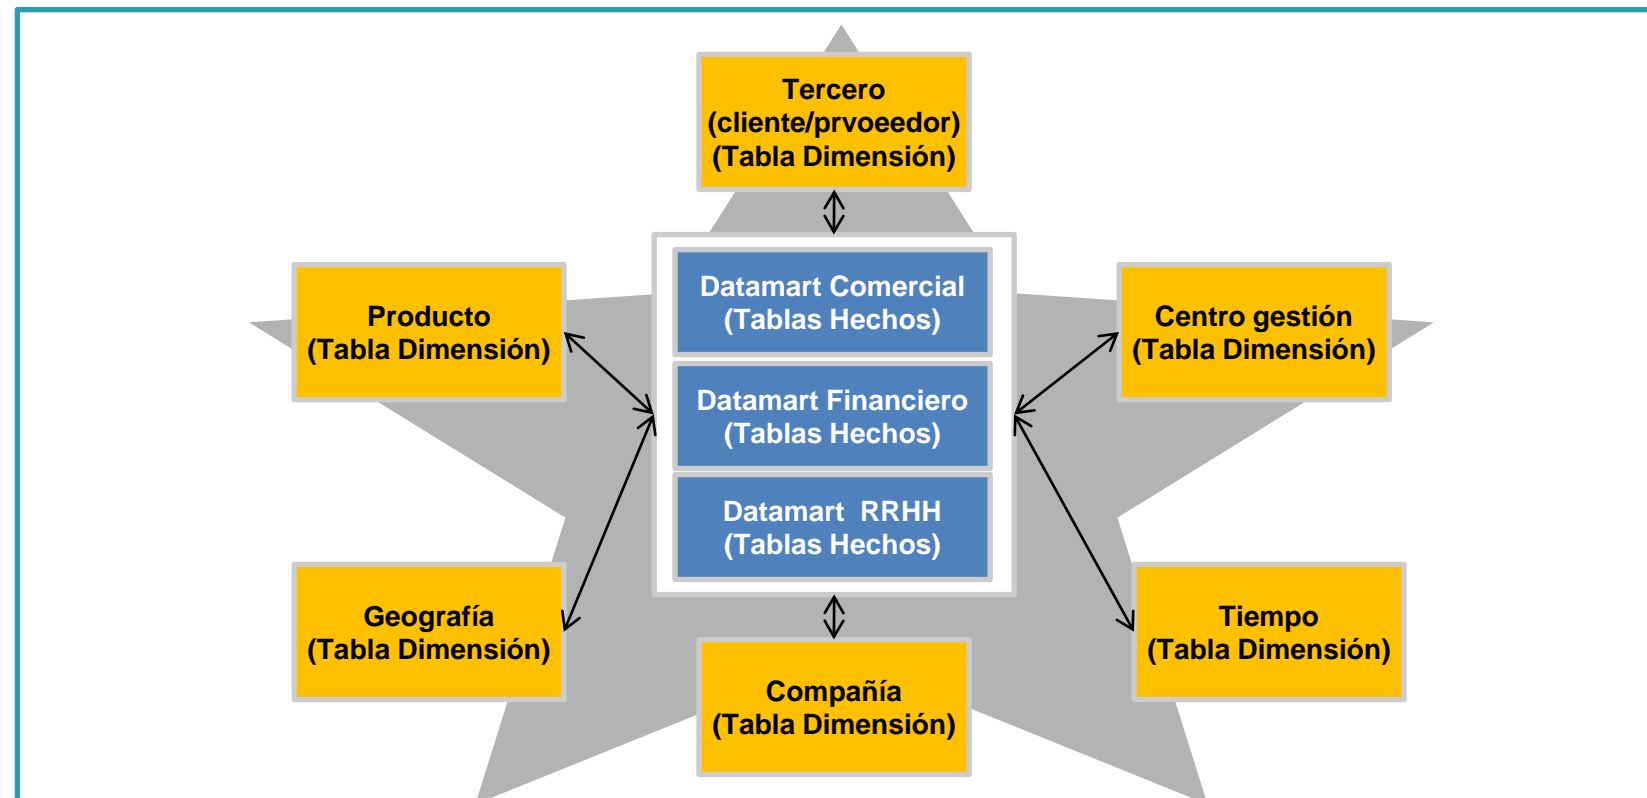 Tercero
(cliente/prvoeedor)
(Tabla Dimensión)
Producto
(Tabla Dimensión)
Datamart Comercial
(Tablas Hechos)
Centro gestión
(Tabla Dimensión)
Datamart Financiero
(Tablas Hechos)
Datamart  RRHH
(Tablas Hechos)
Geografía
(Tabla Dimensión)
Tiempo
(Tabla Dimensión)
Compañía
(Tabla Dimensión)